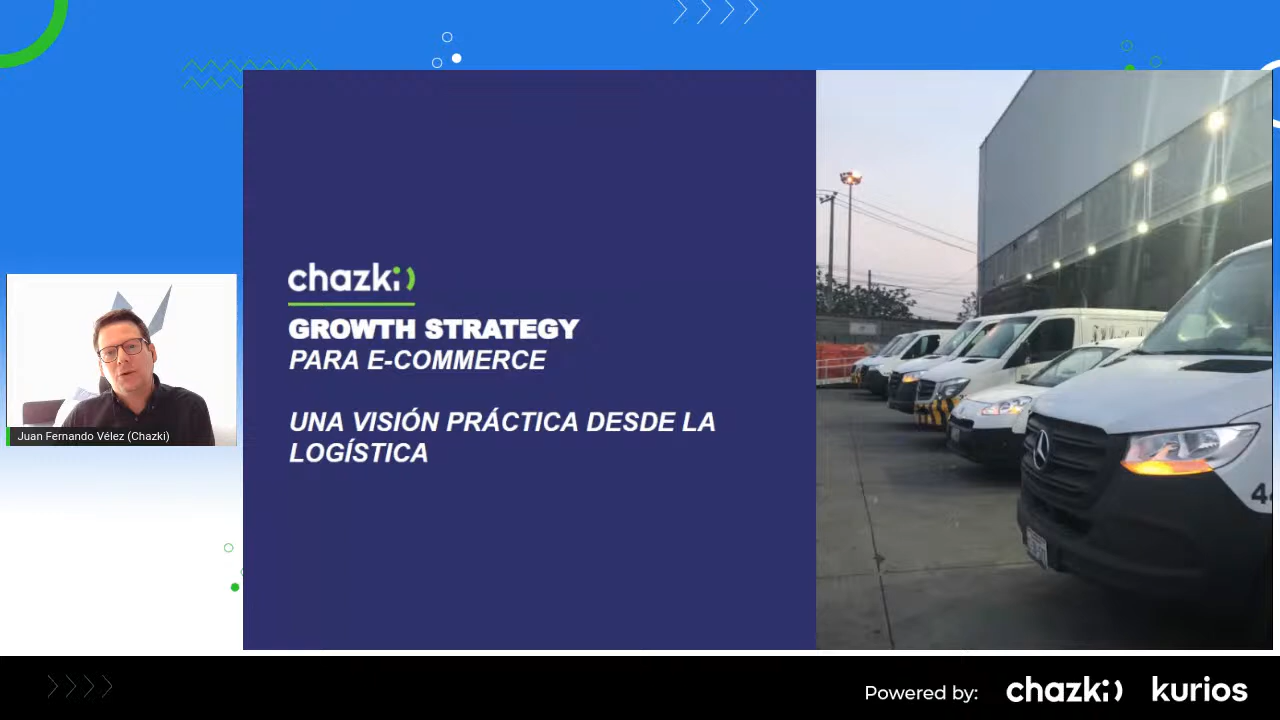 chazki
GROWTH STRATEGY
PARA E-COMMERCE
UNA VISIÓN PRÁCTICA DESDE LA
LOGÍSTICA
Juan Fernando Vélez (Chazki)
Powered by: chazki kurios